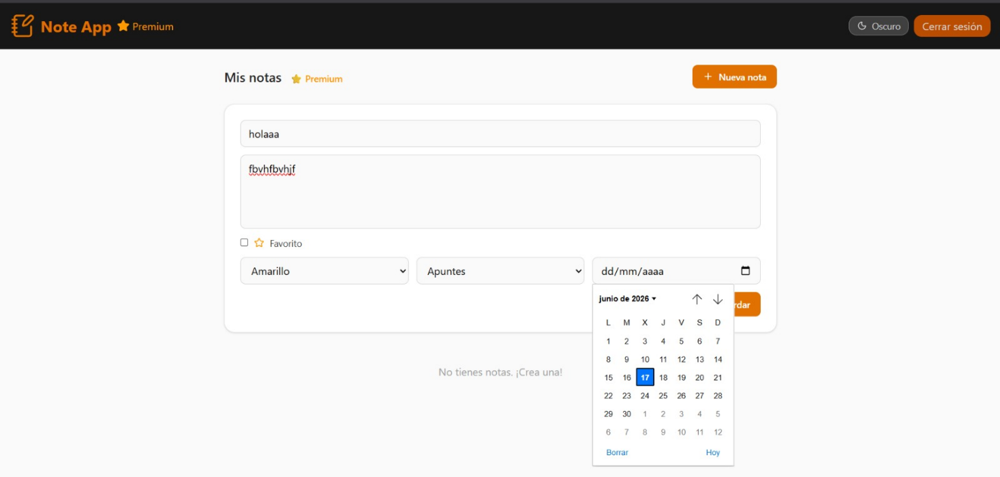 Note App Premium
Oscuro
Cerrar sesión
Mis notas Premium
+ Nueva nota
holaaa
fbvhfbvhjf
Favorito
Amarillo
Apuntes
dd/mm/aaaa
junio de 2026
rdar
L M X J V S D
1 2 3 4 5 6 7
8 9 10 11 12 13 14
15 16 17 18 19 20 21
22 23 24 25 26 27 28
29 30 1 2 3 4 5
6 7 8 9 10 11 12
Borrar Hoy
No tienes notas. ¡Crea una!